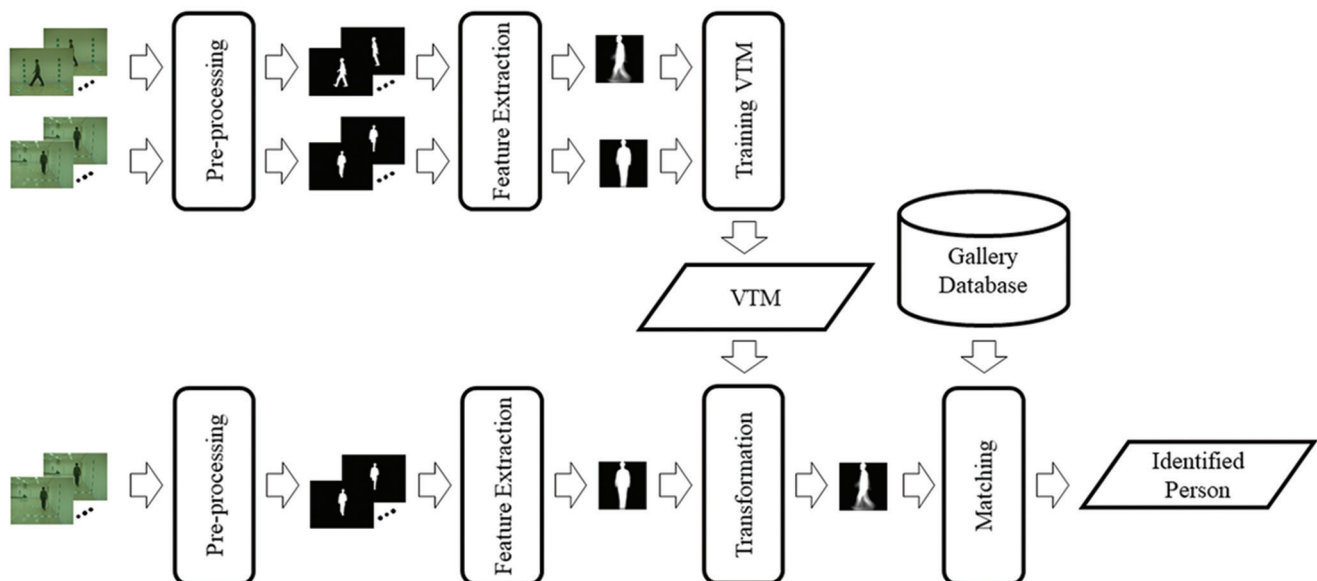 Pre-processing
Feature Extraction
Training VTM
VTM
Gallery
Database
Pre-processing
Feature Extraction
Transformation
Matching
Identified
Person